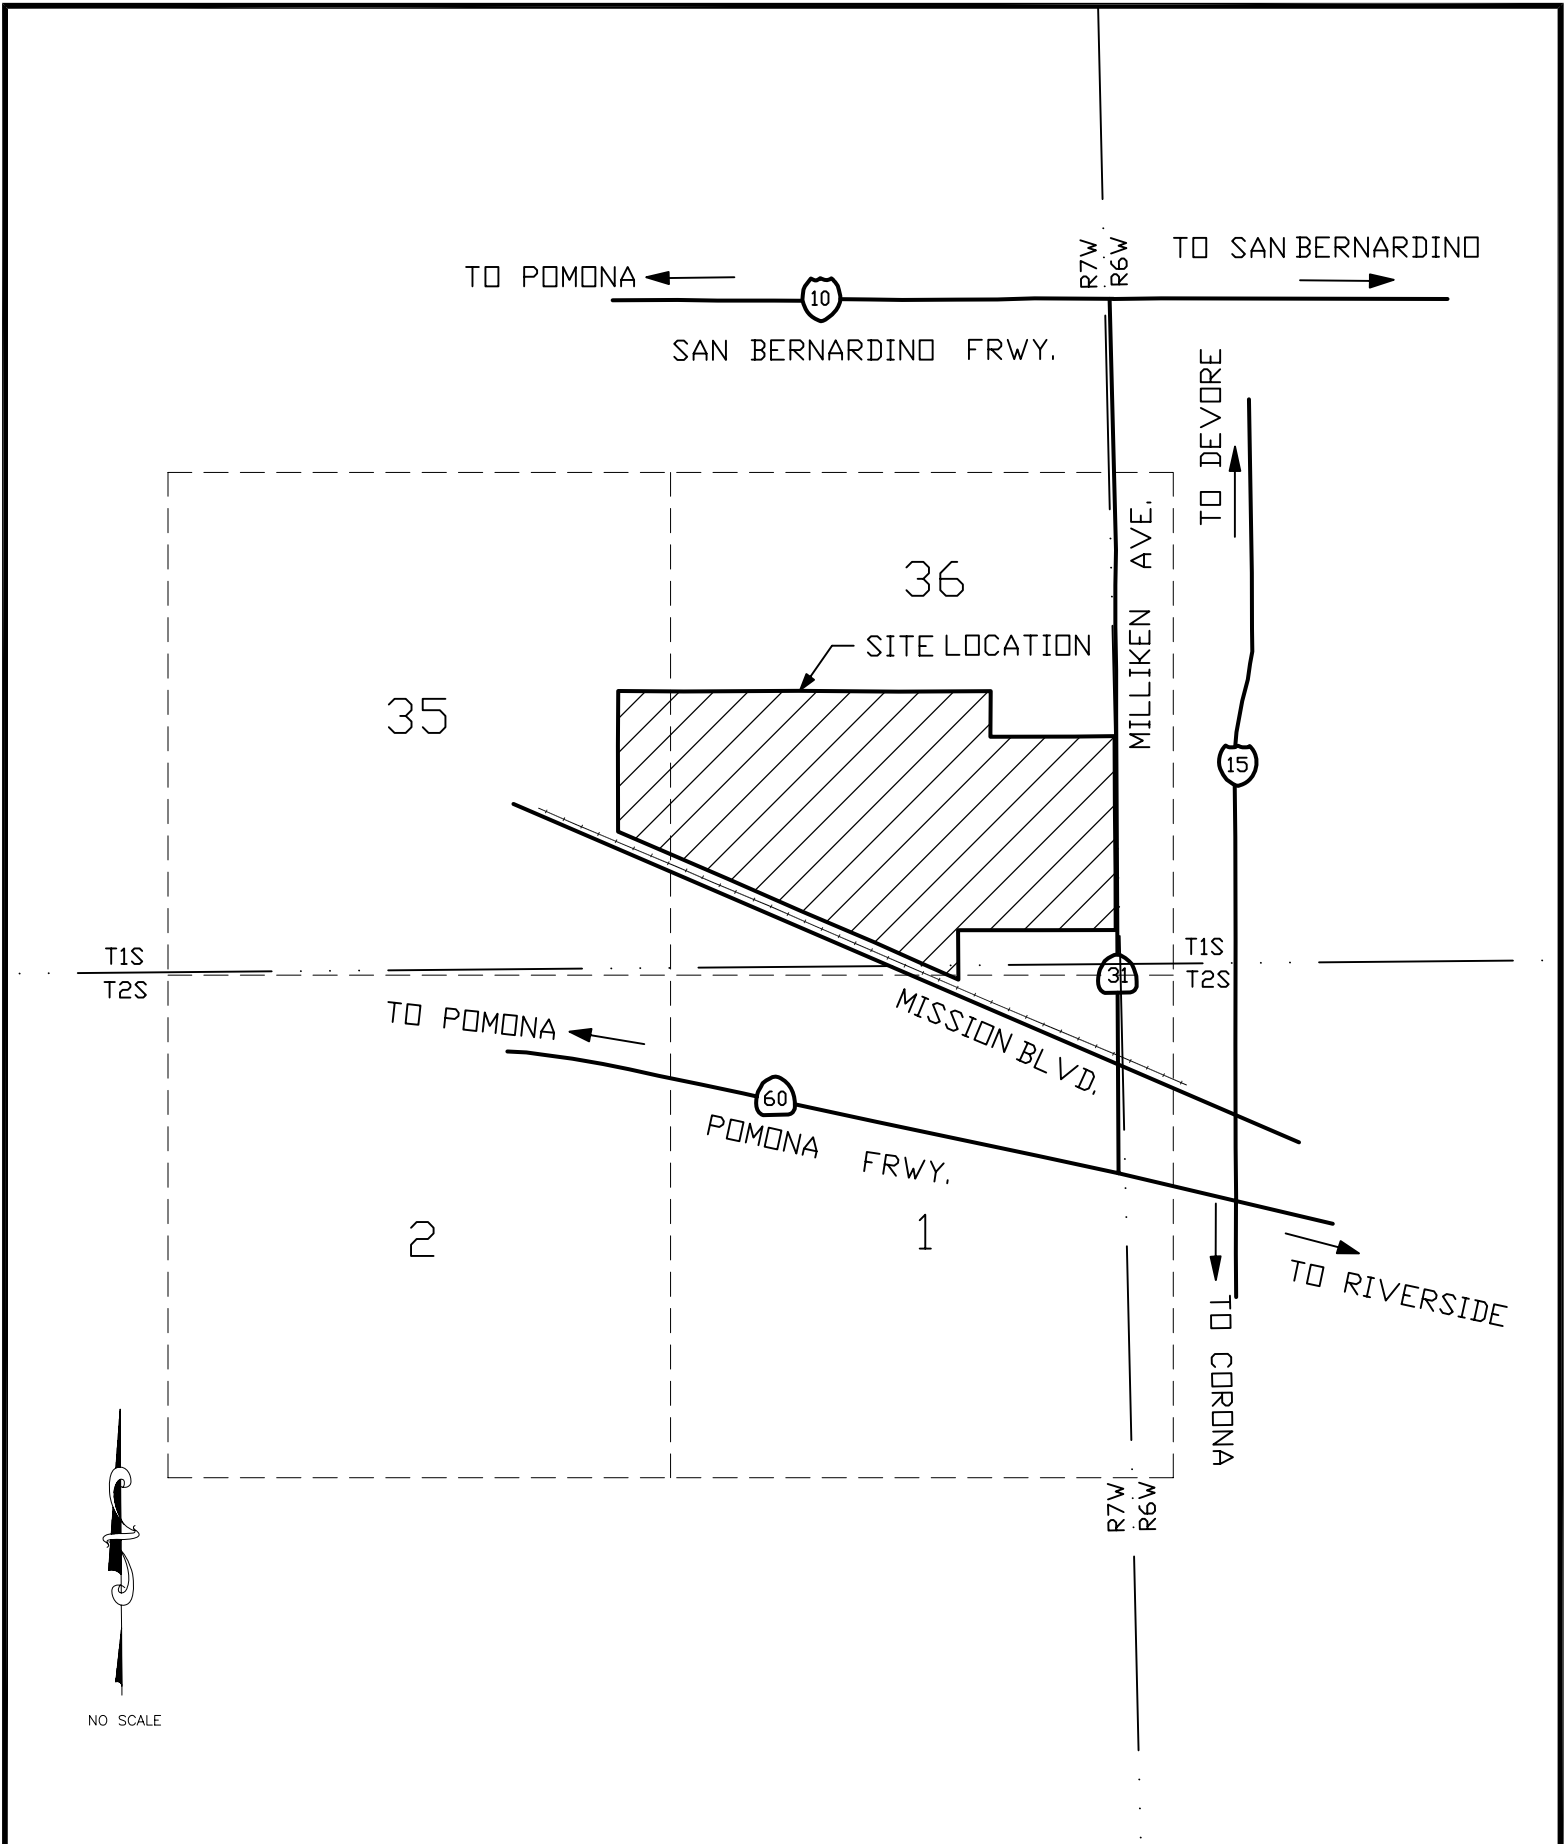 R7W
R6W
TO SAN BERNARDINO
TO POMONA
10
SAN BERNARDINO FRWY.
TO DEVORE
MILLIKEN AVE.
36
SITE LOCATION
35
15
T1S
T2S
T1S
T2S
31
TO POMONA
MISSION BLVD.
60
POMONA FRWY.
2
1
TO RIVERSIDE
TO CORONA
R7W
R6W
NO SCALE